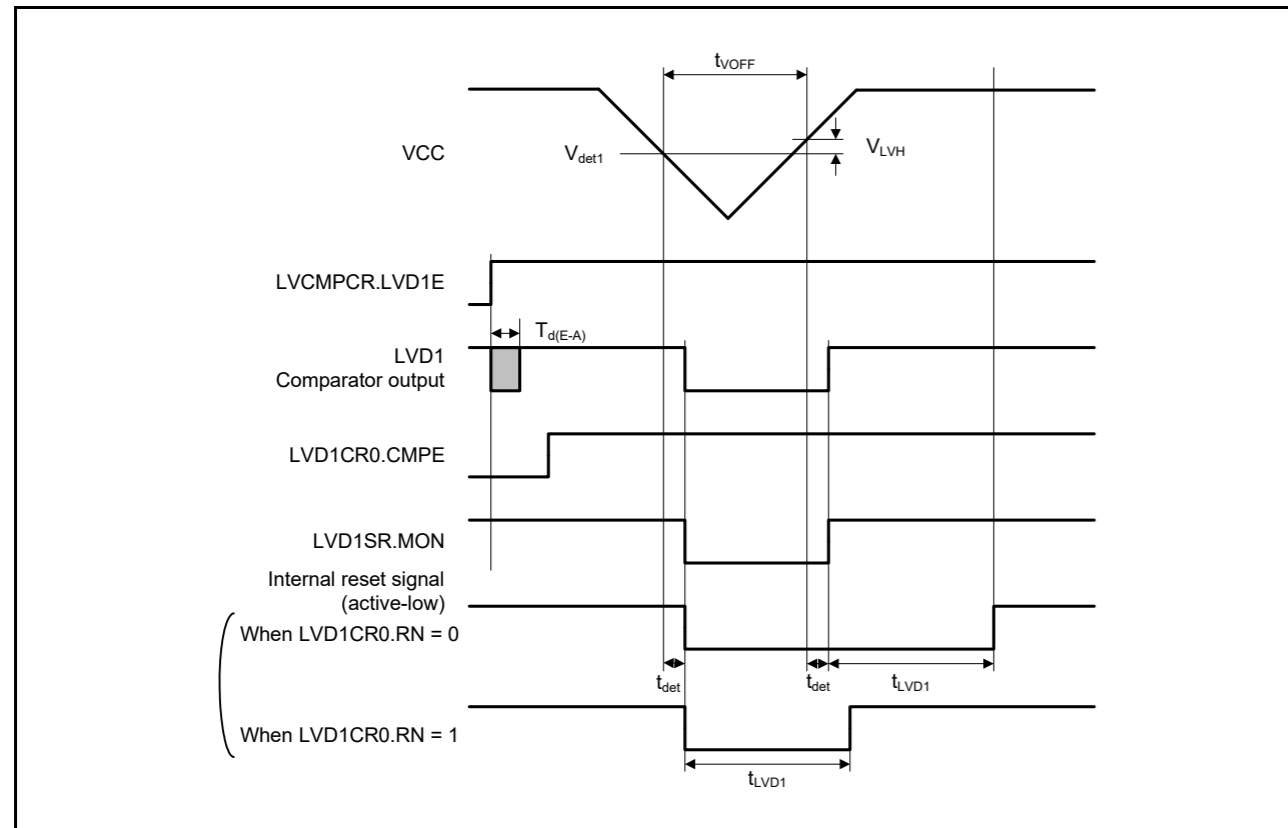 tVOFF
VCC
Vdet1
VLVH
LVCMPCR.LVD1E
Td(E-A)
LVD1
Comparator output
LVD1CR0.CMPE
LVD1SR.MON
Internal reset signal
(active-low)
When LVD1CR0.RN = 0
tdet
tdet
tLVD1
When LVD1CR0.RN = 1
tLVD1